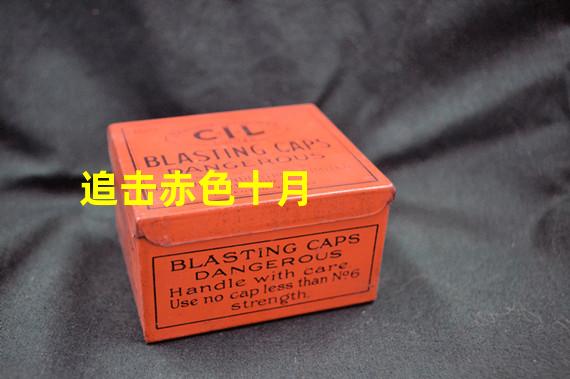 CIL
BLASTING CAPS
DANGEROUS
追击赤色十月
BLASTING CAPS
DANGEROUS
Handle with care
Use no cap less than Nº6
strength.